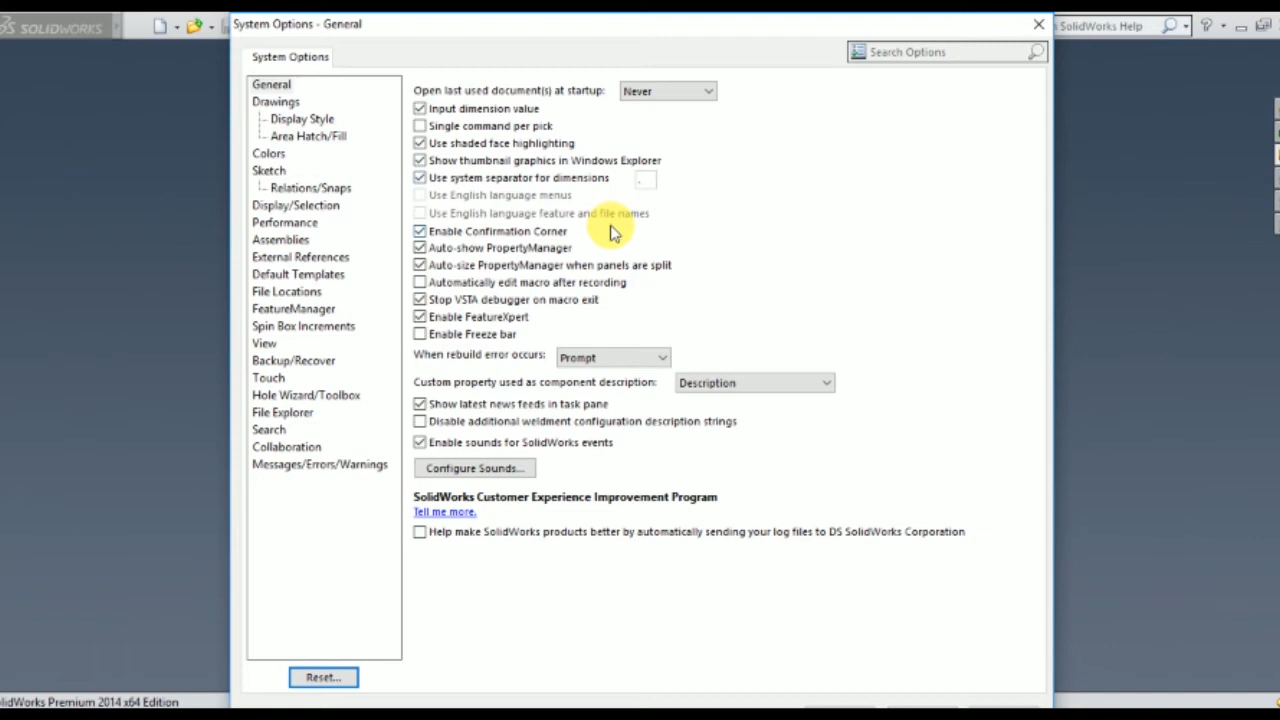 System Options - General
SOLIDWORKS
SolidWorks Help
System Options
Search Options
General
Drawings
Display Style
Area Hatch/Fill
Colors
Sketch
Relations/Snaps
Display/Selection
Performance
Assemblies
External References
Default Templates
File Locations
FeatureManager
Spin Box Increments
View
Backup/Recover
Touch
Hole Wizard/Toolbox
File Explorer
Search
Collaboration
Messages/Errors/Warnings
Reset...
Open last used document(s) at startup: Never
Input dimension value
Single command per pick
Use shaded face highlighting
Show thumbnail graphics in Windows Explorer
Use system separator for dimensions .
Use English language menus
Use English language feature and file names
Enable Confirmation Corner
Auto-show PropertyManager
Auto-size PropertyManager when panels are split
Automatically edit macro after recording
Stop VSTA debugger on macro exit
Enable FeatureXpert
Enable Freeze bar
When rebuild error occurs: Prompt
Custom property used as component description: Description
Show latest news feeds in task pane
Disable additional weldment configuration description strings
Enable sounds for SolidWorks events
Configure Sounds...
SolidWorks Customer Experience Improvement Program
Tell me more.
Help make SolidWorks products better by automatically sending your log files to DS SolidWorks Corporation
lidWorks Premium 2014 x64 Edition